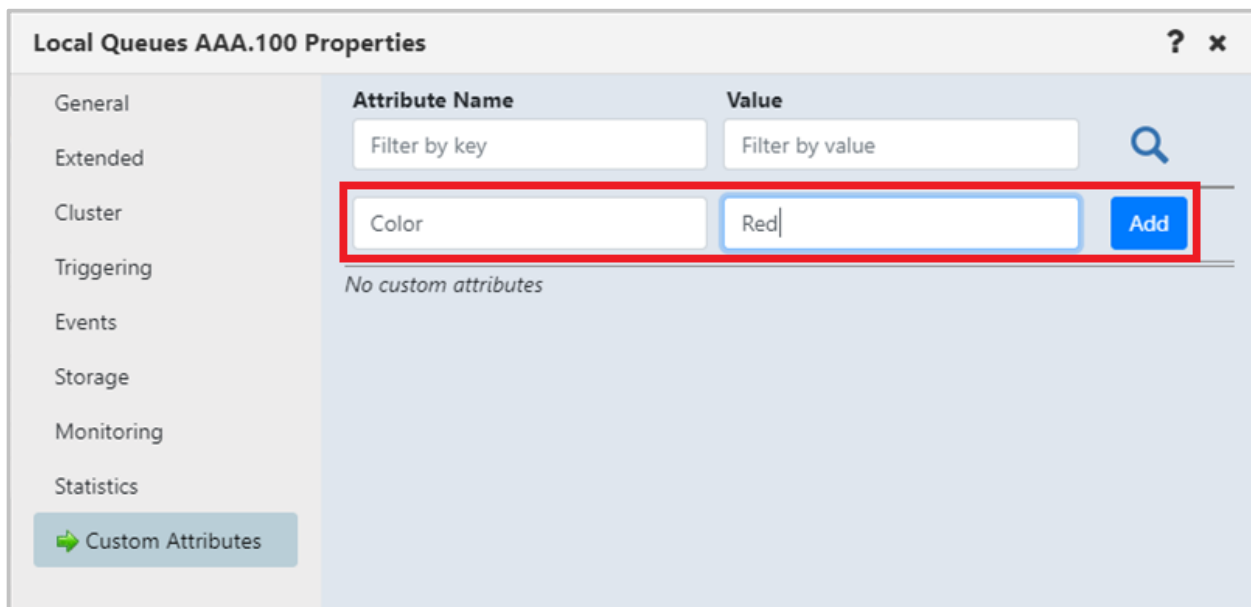 Local Queues AAA.100 Properties ? ×
General
Extended
Cluster
Triggering
Events
Storage
Monitoring
Statistics
Custom Attributes
Attribute Name Value
Filter by key Filter by value
Color Red Add
No custom attributes